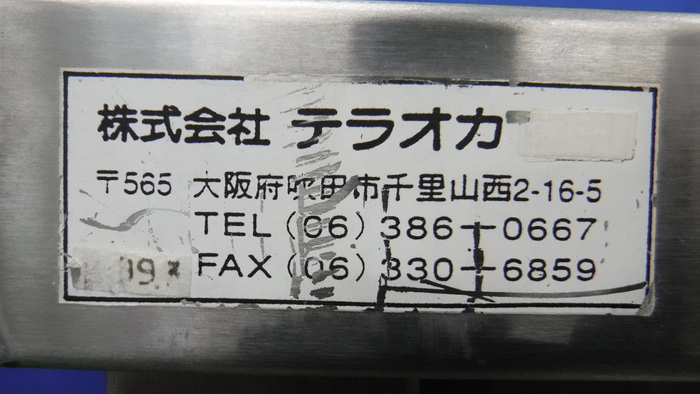 株式会社 テラオカ
〒565 大阪府吹田市千里山西2-16-5
TEL (06) 386-0667
FAX (06) 330-6859
19